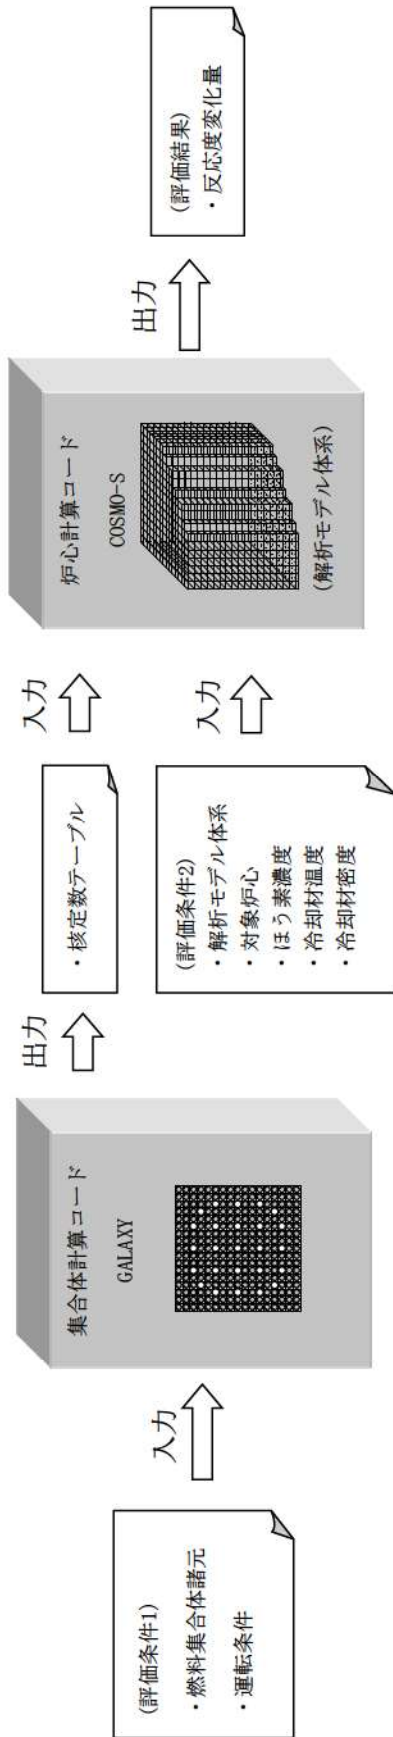 (評価条件1)
・燃料集合体諸元
・運転条件
入力
集合体計算コード
GALAXY
出力
・核定数テーブル
(評価条件2)
・解析モデル体系
・対象炉心
・ほう素濃度
・冷却材温度
・冷却材密度
入力
入力
炉心計算コード
COSMO-S
(解析モデル体系)
出力
(評価結果)
・反応度変化量